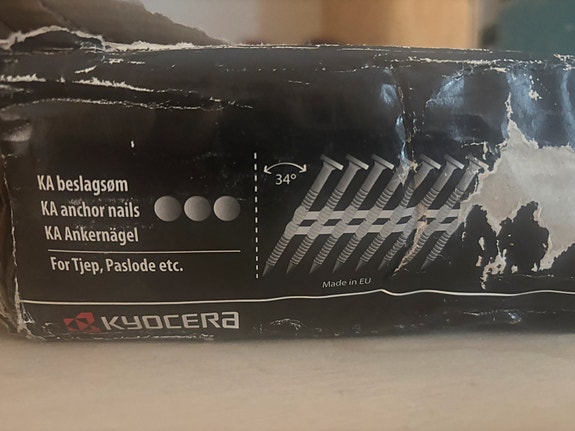 KA beslagsøm
KA anchor nails
KA Ankernägel
For Tjep, Paslode etc.
34°
Made in EU
KYOCERA